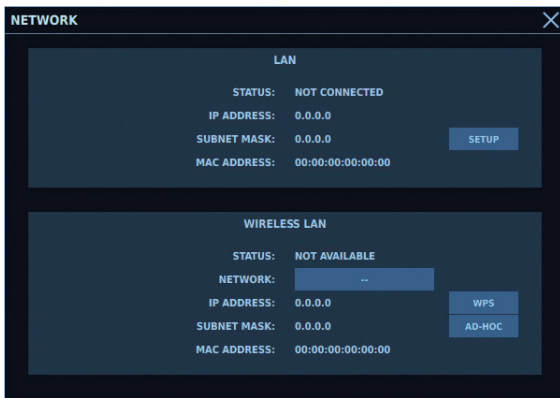 NETWORK
LAN
STATUS: NOT CONNECTED
IP ADDRESS: 0.0.0.0
SUBNET MASK: 0.0.0.0 SETUP
MAC ADDRESS: 00:00:00:00:00:00
WIRELESS LAN
STATUS: NOT AVAILABLE
NETWORK: --
IP ADDRESS: 0.0.0.0 WPS
SUBNET MASK: 0.0.0.0 AD-HOC
MAC ADDRESS: 00:00:00:00:00:00